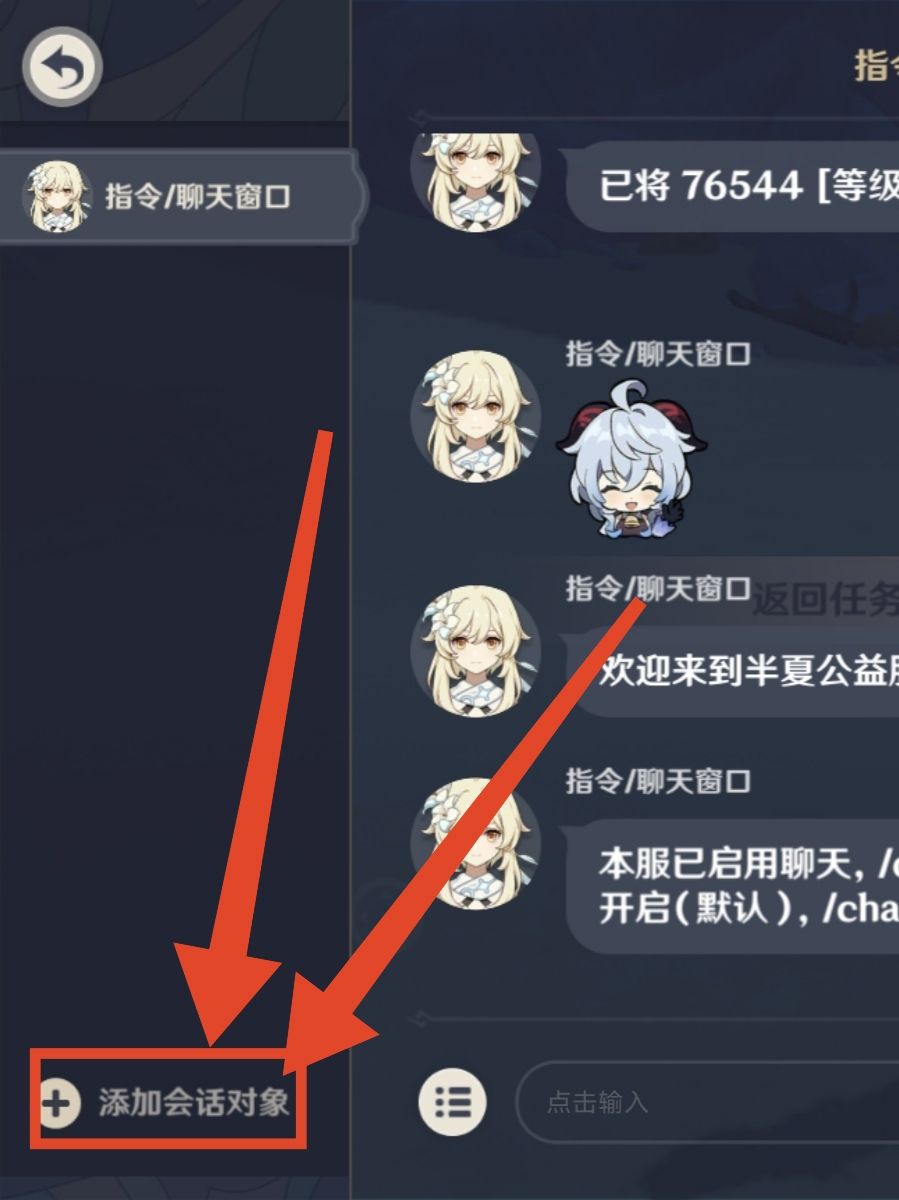 指令
已将 76544 [等级
指令/聊天窗口
指令/聊天窗口
指令/聊天窗口
返回任务
欢迎来到半夏公益服
指令/聊天窗口
本服已启用聊天, /c
开启(默认), /cha
添加会话对象
点击输入